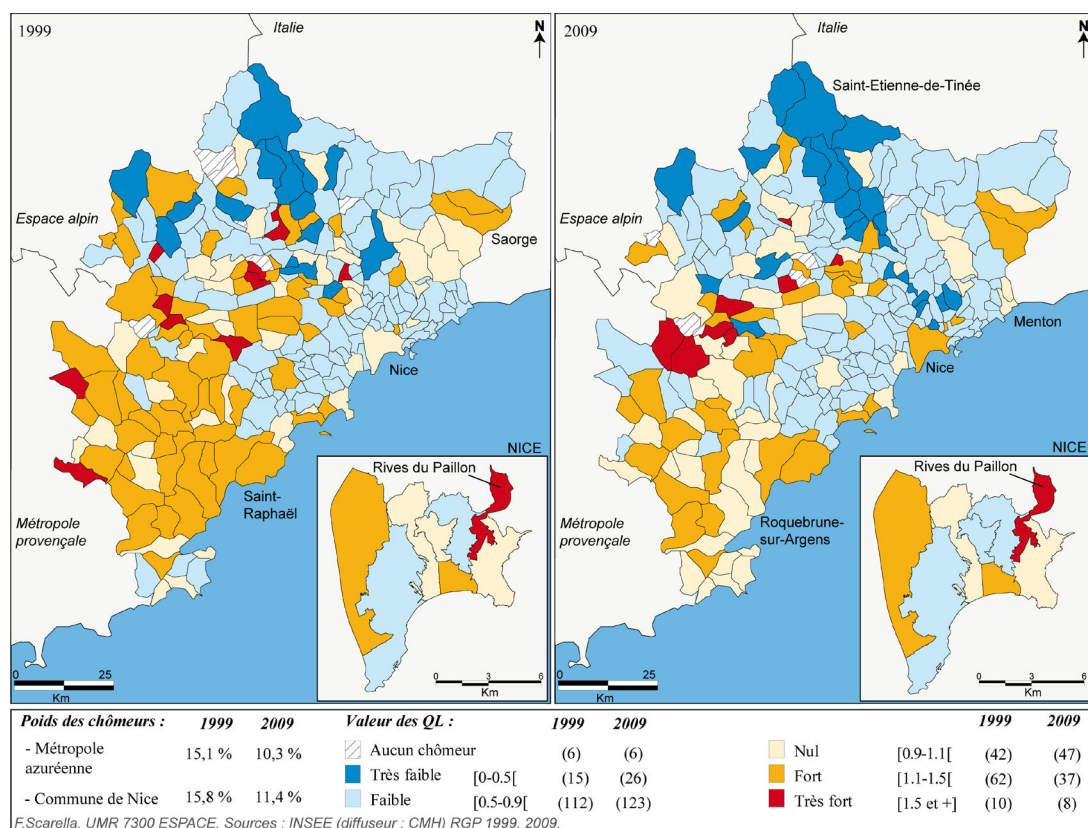 1999
Italie
N
Espace alpin
Saorge
Nice
NICE
Rives du Paillon
Saint-
Raphaël
Métropole
provençale
0 25
Km
0 3 6
Km
2009
Italie
N
Saint-Etienne-de-Tinée
Espace alpin
Menton
Nice
NICE
Rives du Paillon
Métropole
provençale
Roquebrune-
sur-Argens
0 25
Km
0 3 6
Km
Poids des chômeurs : 1999 2009
- Métropole azuréenne 15,1 % 10,3 %
- Commune de Nice 15,8 % 11,4 %
Valeur des QL : 1999 2009
Aucun chômeur (6) (6)
Très faible [0-0.5[ (15) (26)
Faible [0.5-0.9[ (112) (123)
1999 2009
Nul [0.9-1.1[ (42) (47)
Fort [1.1-1.5[ (62) (37)
Très fort [1.5 et +] (10) (8)
F.Scarella, UMR 7300 ESPACE. Sources : INSEE (diffuseur : CMH) RGP 1999, 2009.